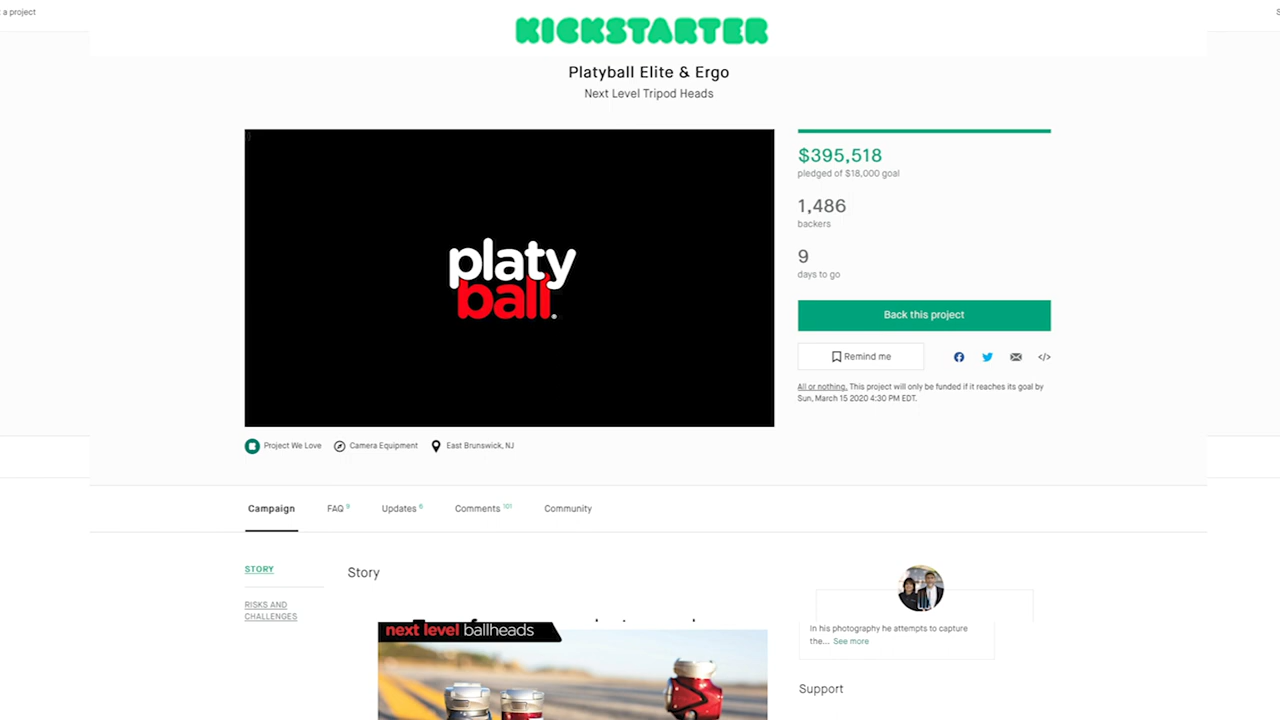 a project
KICKSTARTER
Platyball Elite & Ergo
Next Level Tripod Heads
platy
ball®
$395,518
pledged of $18,000 goal
1,486
backers
9
days to go
Back this project
Remind me
All or nothing. This project will only be funded if it reaches its goal by
Sun, March 15 2020 4:30 PM EDT.
Project We Love
Camera Equipment
East Brunswick, NJ
Campaign
FAQ 9
Updates 6
Comments 101
Community
STORY
RISKS AND
CHALLENGES
Story
next level ballheads
In his photography he attempts to capture
the... See more
Support